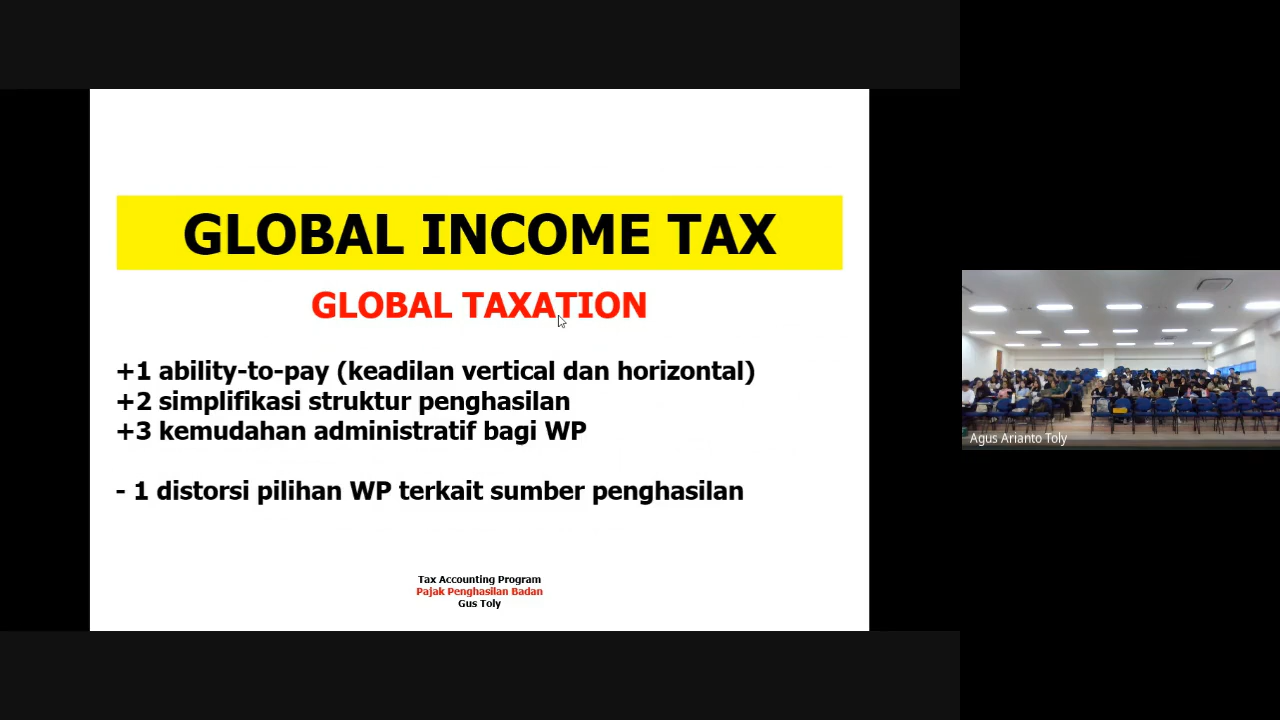 GLOBAL INCOME TAX
GLOBAL TAXATION
+1 ability-to-pay (keadilan vertical dan horizontal)
+2 simplifikasi struktur penghasilan
+3 kemudahan administratif bagi WP
- 1 distorsi pilihan WP terkait sumber penghasilan
Tax Accounting Program
Pajak Penghasilan Badan
Gus Toly
Agus Arianto Toly